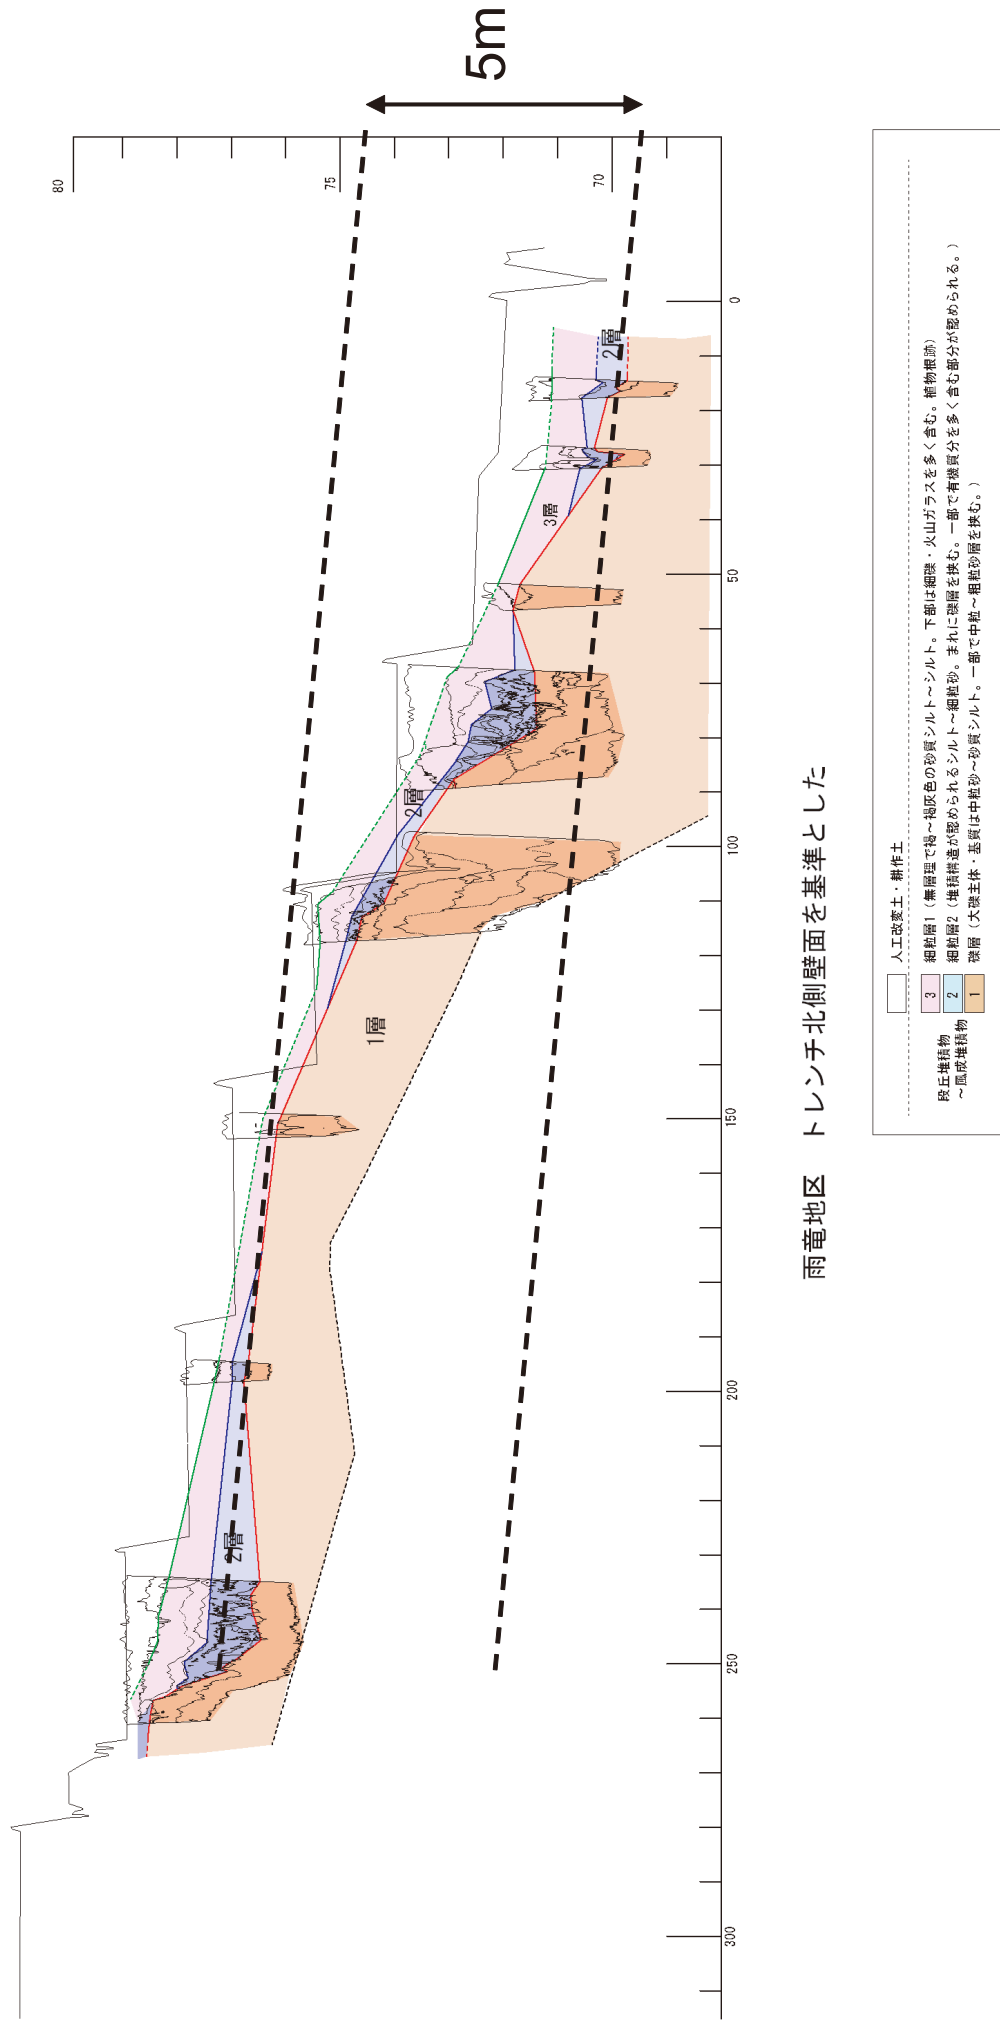 5m
80
75
70
0
50
100
150
200
250
300
2層
3層
2層
1層
2層
雨竜地区　トレンチ北側壁面を基準とした
人工改変土・耕作土
段丘堆積物
～風成堆積物
3 細粒層1（無層理で褐～褐灰色の砂質シルト～シルト。下部は細礫・火山ガラスを多く含む。植物根跡）
2 細粒層2（堆積構造が認められるシルト～細粒砂。まれに礫層を挟む。一部で有機質分を多く含む部分が認められる。）
1 礫層（大礫主体・基質は中粒砂～砂質シルト。一部で中粒～粗粒砂層を挟む。）